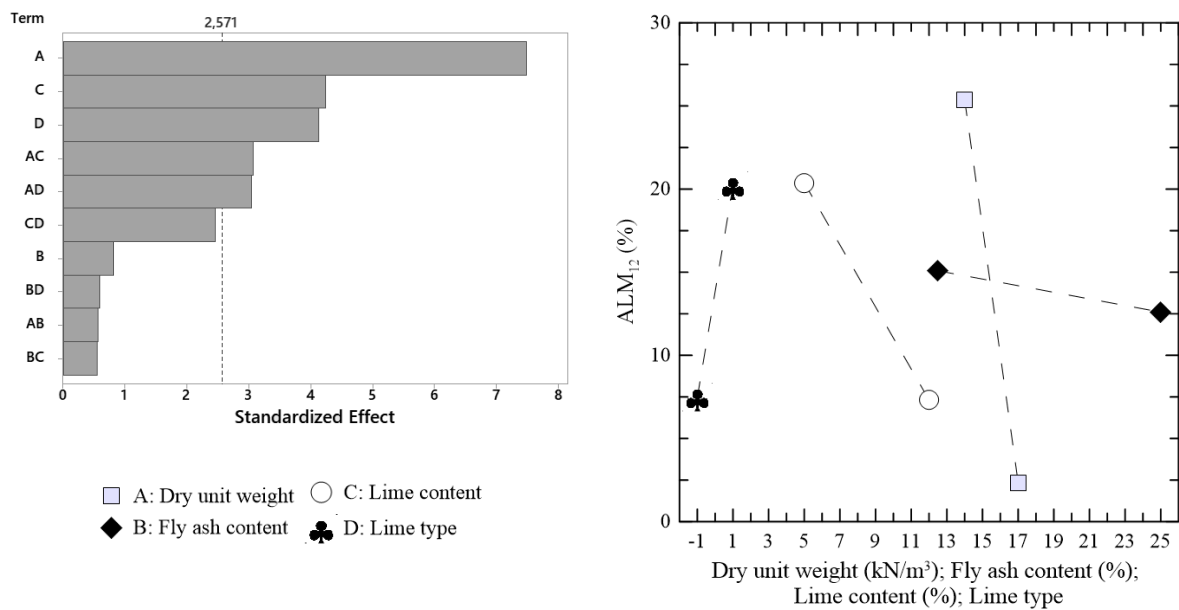 Term
2,571
A
C
D
AC
AD
CD
B
BD
AB
BC
0 1 2 3 4 5 6 7 8
Standardized Effect
A: Dry unit weight
C: Lime content
B: Fly ash content
D: Lime type
30
20
10
0
ALM12 (%)
-1 1 3 5 7 9 11 13 15 17 19 21 23 25
Dry unit weight (kN/m³); Fly ash content (%);
Lime content (%); Lime type